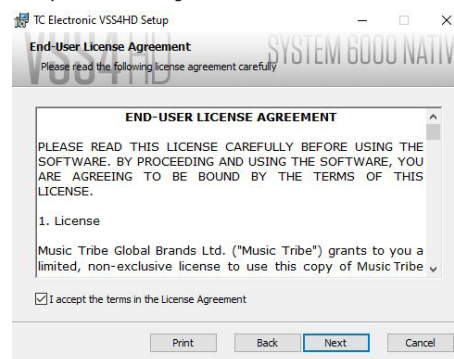 TC Electronic VSS4HD Setup
End-User License Agreement
Please read the following license agreement carefully
VSS4HD
SYSTEM 6000 NATIV
END-USER LICENSE AGREEMENT
PLEASE READ THIS LICENSE CAREFULLY BEFORE USING THE
SOFTWARE. BY PROCEEDING AND USING THE SOFTWARE, YOU
ARE AGREEING TO BE BOUND BY THE TERMS OF THIS
LICENSE.
1. License
Music Tribe Global Brands Ltd. ("Music Tribe") grants to you a
limited, non-exclusive license to use this copy of Music Tribe
I accept the terms in the License Agreement
Print Back Next Cancel